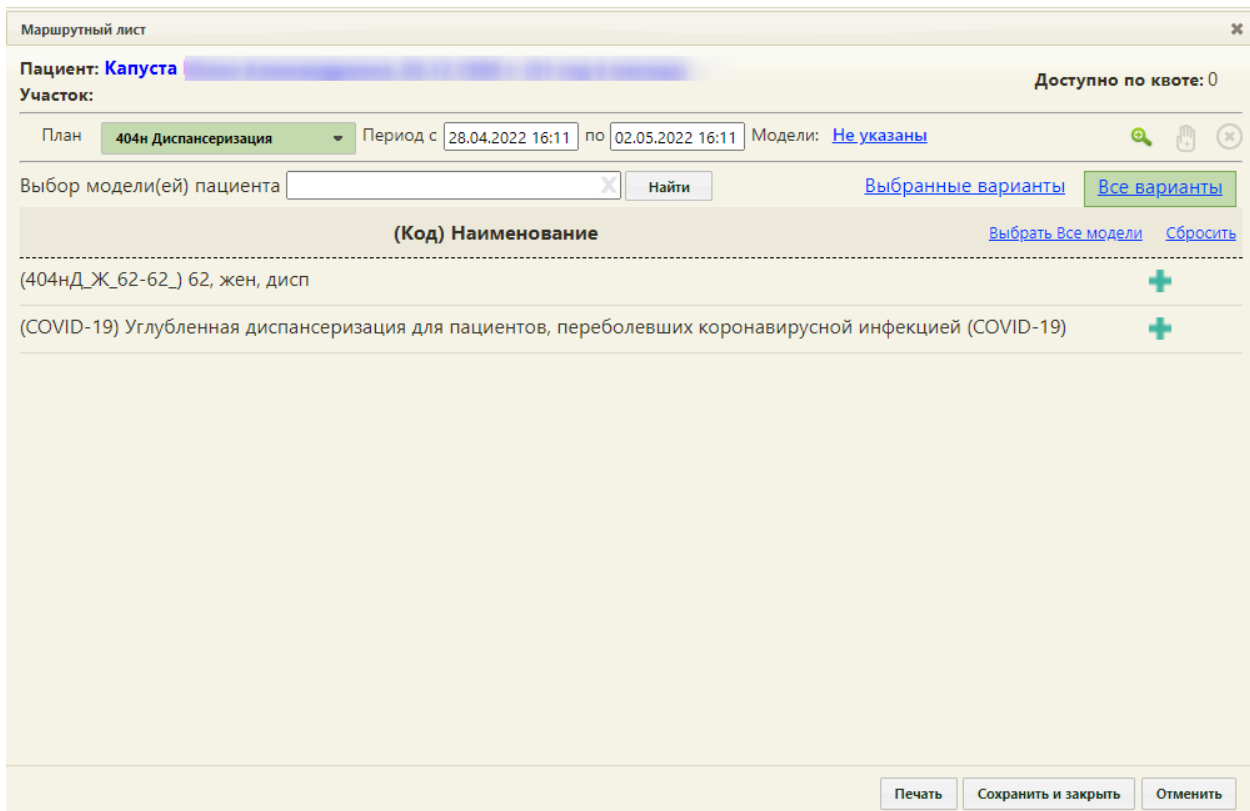 Маршрутный лист
Пациент: Капуста
Доступно по квоте: 0
Участок:
План 404н Диспансеризация Период с 28.04.2022 16:11 по 02.05.2022 16:11 Модели: Не указаны
Выбор модели(ей) пациента X Найти Выбранные варианты Все варианты
(Код) Наименование Выбрать Все модели Сбросить
(404нД_Ж_62-62_) 62, жен, дисп
(COVID-19) Углубленная диспансеризация для пациентов, переболевших коронавирусной инфекцией (COVID-19)
Печать Сохранить и закрыть Отменить